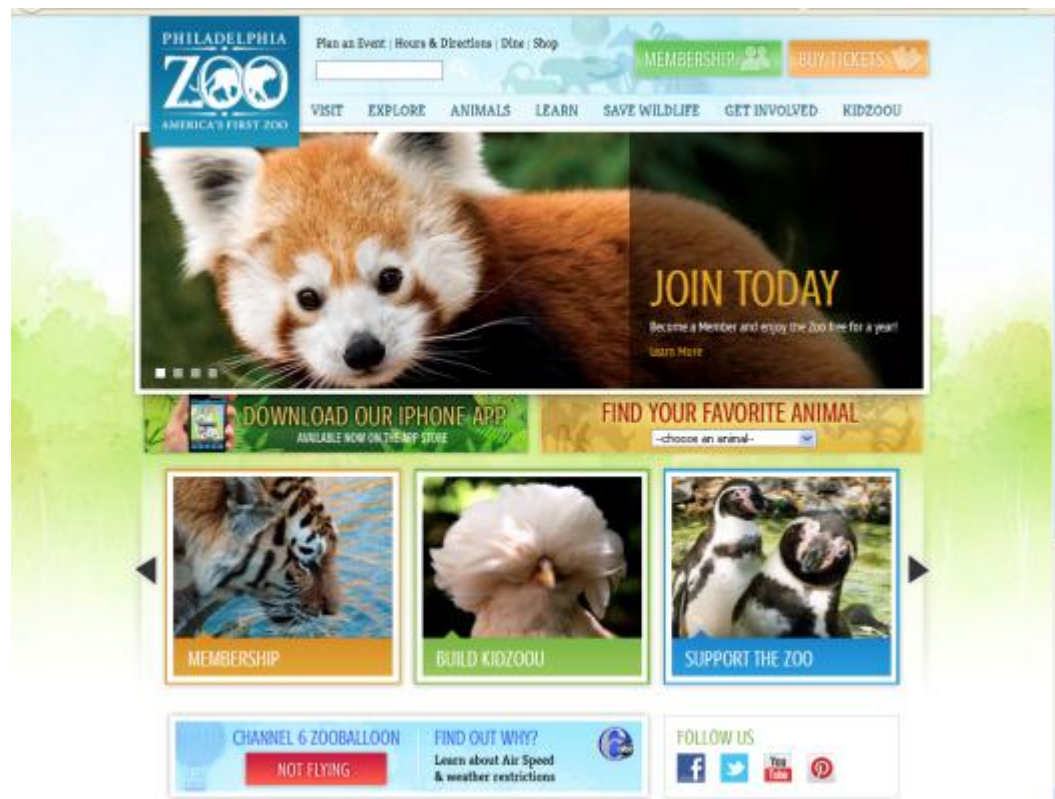 PHILADELPHIA
ZOO
AMERICA'S FIRST ZOO
Plan an Event | Hours & Directions | Dine | Shop
MEMBERSHIP
BUY TICKETS
VISIT EXPLORE ANIMALS LEARN SAVE WILDLIFE GET INVOLVED KIDZOOU
JOIN TODAY
Become a Member and enjoy the Zoo free for a year!
Learn More
DOWNLOAD OUR IPHONE APP
AVAILABLE NOW ON THE APP STORE
FIND YOUR FAVORITE ANIMAL
--choose an animal--
MEMBERSHIP
BUILD KIDZOOU
SUPPORT THE ZOO
CHANNEL 6 ZOOBALLOON
NOT FLYING
FIND OUT WHY?
Learn about Air Speed
& weather restrictions
6 abc
FOLLOW US
f
You
Tube